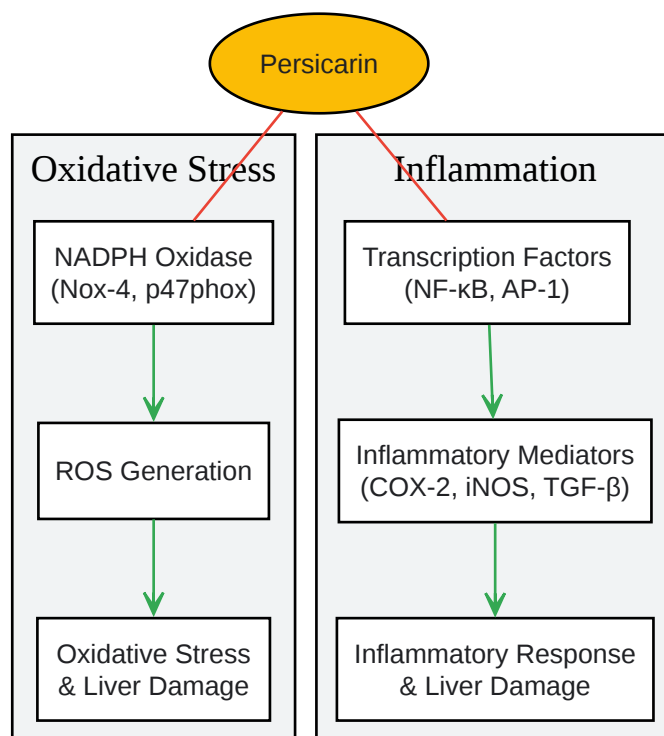 Persicarin
Oxidative Stress
NADPH Oxidase
(Nox-4, p47phox)
ROS Generation
Oxidative Stress
& Liver Damage
Inflammation
Transcription Factors
(NF-κB, AP-1)
Inflammatory Mediators
(COX-2, iNOS, TGF-β)
Inflammatory Response
& Liver Damage